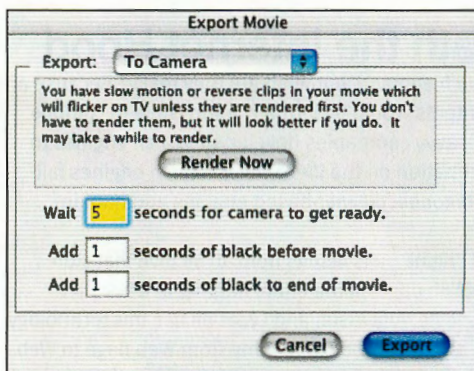 Export Movie
Export: To Camera
You have slow motion or reverse clips in your movie which
will flicker on TV unless they are rendered first. You don't
have to render them, but it will look better if you do. It
may take a while to render.
Render Now
Wait 5 seconds for camera to get ready.
Add 1 seconds of black before movie.
Add 1 seconds of black to end of movie.
Cancel Export